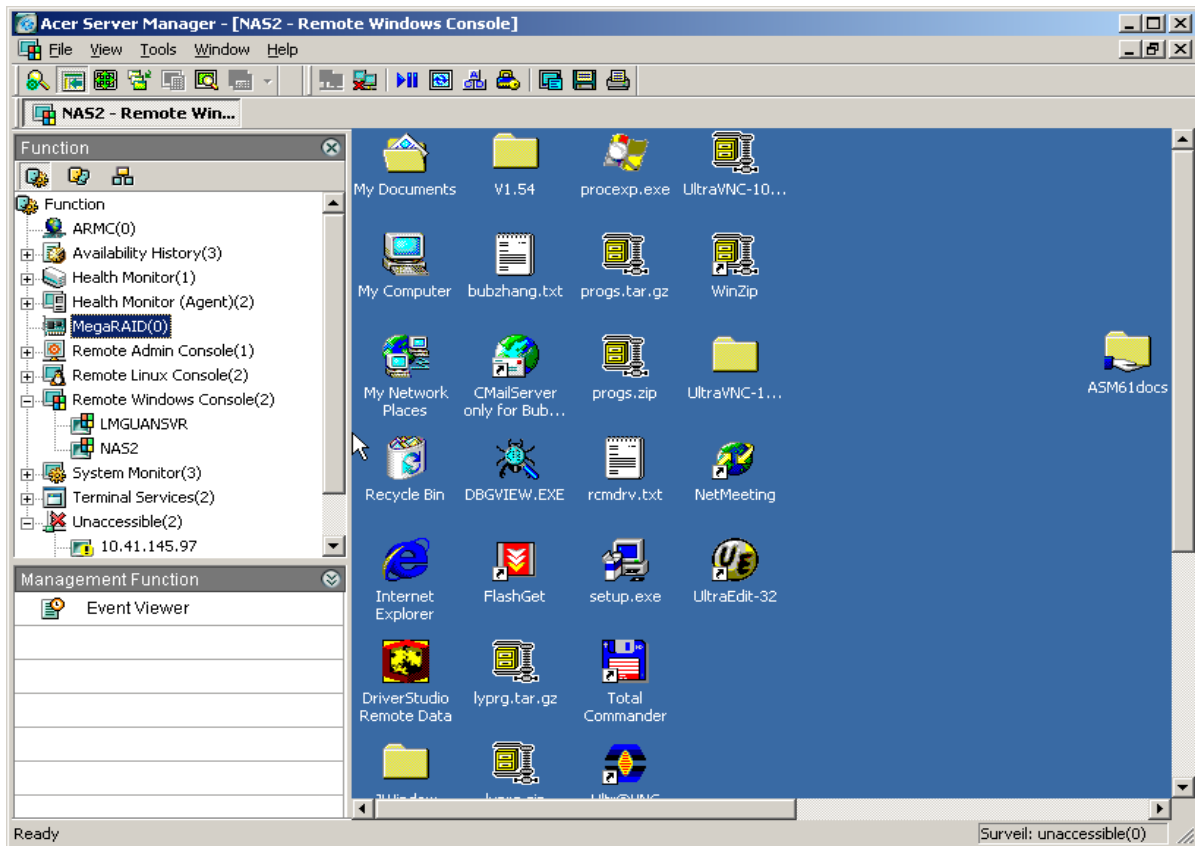 Acer Server Manager - [NAS2 - Remote Windows Console]
File View Tools Window Help
NAS2 - Remote Win...
Function
Function
ARMC(0)
Availability History(3)
Health Monitor(1)
Health Monitor (Agent)(2)
MegaRAID(0)
Remote Admin Console(1)
Remote Linux Console(2)
Remote Windows Console(2)
LMGUANSVR
NAS2
System Monitor(3)
Terminal Services(2)
Unaccessible(2)
10.41.145.97
Management Function
Event Viewer
My Documents
V1.54
procexp.exe
UltraVNC-10...
My Computer
bubzhang.txt
progs.tar.gz
WinZip
My Network
Places
CMailServer
only for Bub...
progs.zip
UltraVNC-1...
ASM61docs
Recycle Bin
DBGVIEW.EXE
rcmdrv.txt
NetMeeting
Internet
Explorer
FlashGet
setup.exe
UltraEdit-32
DriverStudio
Remote Data
lyprg.tar.gz
Total
Commander
Ready
Surveil: unaccessible(0)